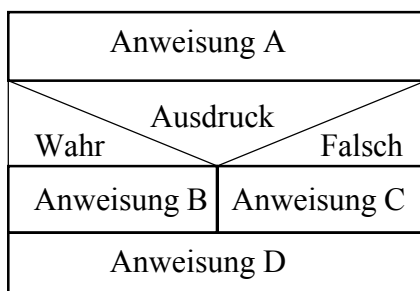 Anweisung A
Ausdruck
Wahr Falsch
Anweisung B Anweisung C
Anweisung D